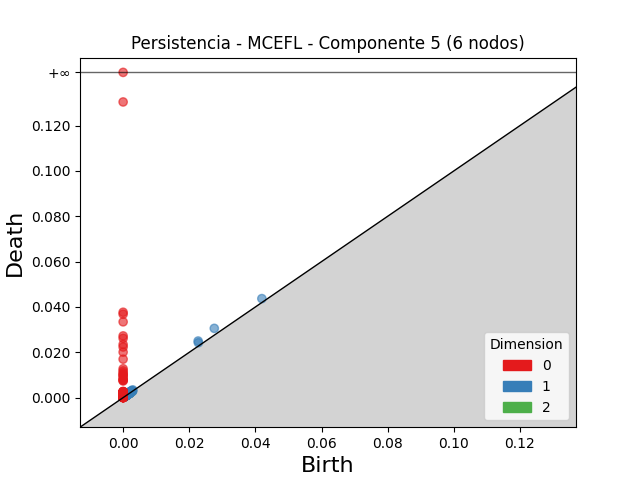 Persistencia - MCEFL - Componente 5 (6 nodos)
+∞
0.120
0.100
0.080
0.060
0.040
0.020
0.000
Death
Dimension
0
1
2
0.00 0.02 0.04 0.06 0.08 0.10 0.12
Birth